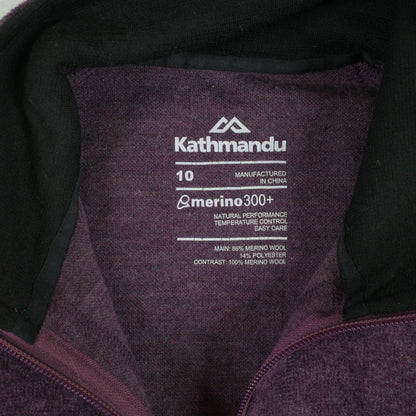 Kathmandu
10 MANUFACTURED
IN CHINA
merino300+
NATURAL PERFORMANCE
TEMPERATURE CONTROL
EASY CARE
MAIN: 86% MERINO WOOL
14% POLYESTER
CONTRAST: 100% MERINO WOOL